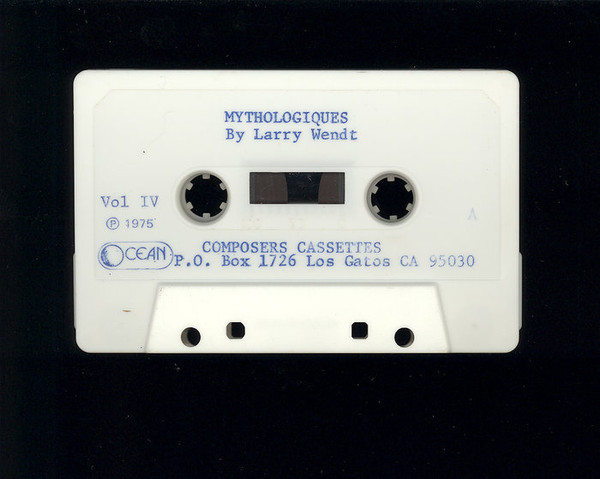 MYTHOLOGIQUES
By Larry Wendt
Vol IV
Ⓟ 1975
A
OCEAN
COMPOSERS CASSETTES
P.O. Box 1726 Los Gatos CA 95030